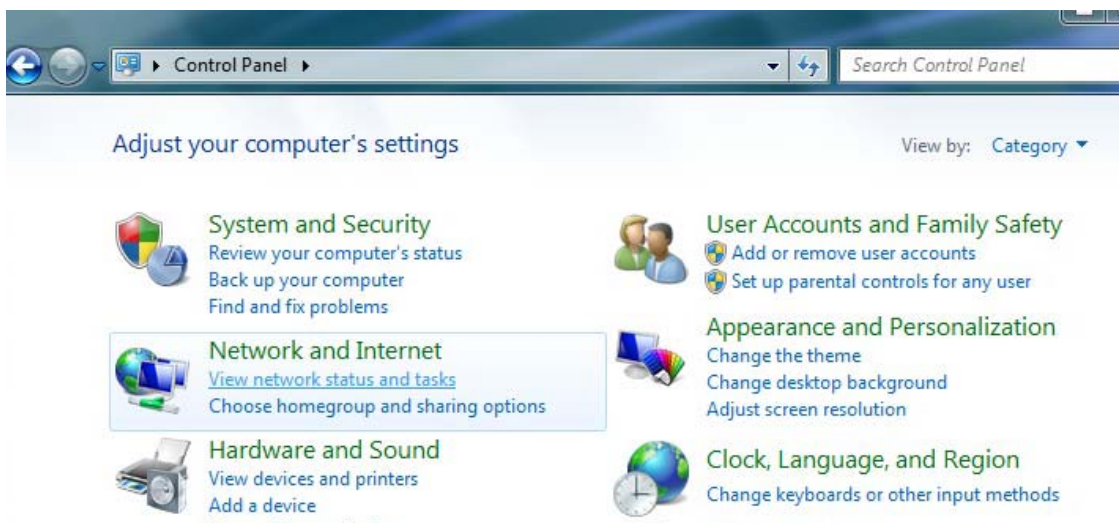 Control Panel
Search Control Panel
Adjust your computer's settings
View by: Category
System and Security
Review your computer's status
Back up your computer
Find and fix problems
Network and Internet
View network status and tasks
Choose homegroup and sharing options
Hardware and Sound
View devices and printers
Add a device
User Accounts and Family Safety
Add or remove user accounts
Set up parental controls for any user
Appearance and Personalization
Change the theme
Change desktop background
Adjust screen resolution
Clock, Language, and Region
Change keyboards or other input methods